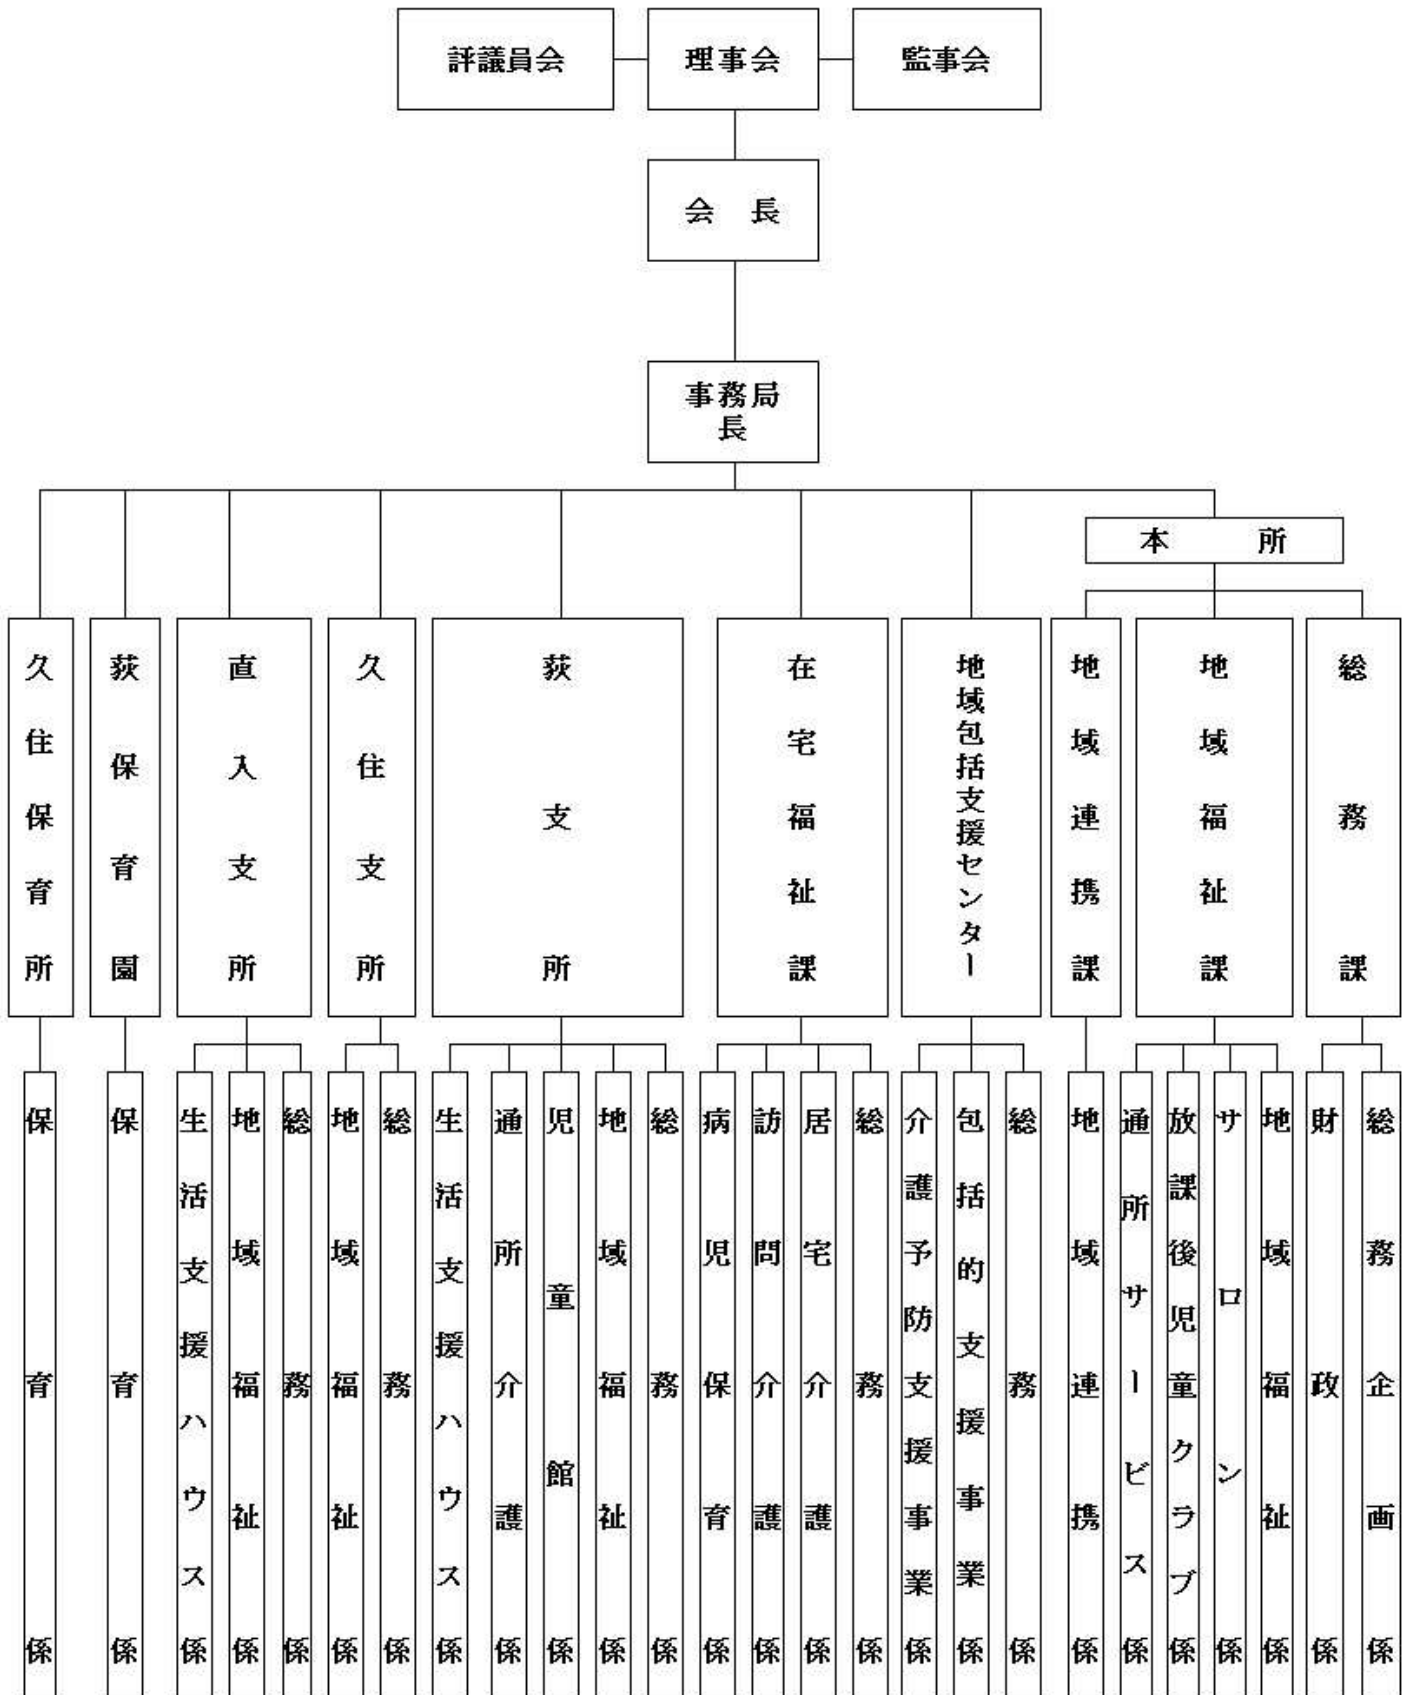 評議員会
理事会
監事会
会長
事務局
長
本所
久住保育所
荻保育園
直入支所
久住支所
荻支所
在宅福祉課
地域包括支援センター
地域連携課
地域福祉課
総務課
保育係
保育係
生活支援ハウス係
地域福祉係
総務係
地域福祉係
総務係
生活支援ハウス係
通所介護係
児童館係
地域福祉係
総務係
病児保育係
訪問介護係
居宅介護係
総務係
介護予防支援事業係
包括的支援事業係
総務係
地域連携係
通所サービス係
放課後児童クラブ係
サロン係
地域福祉係
財政係
総務企画係